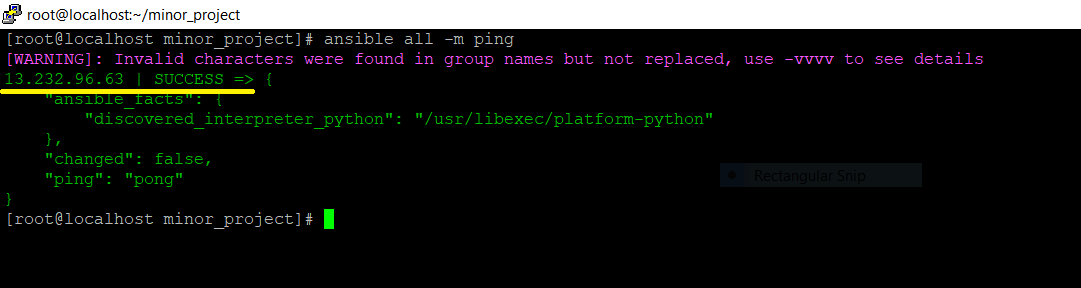 root@localhost:~/minor_project
[root@localhost minor_project]# ansible all -m ping
[WARNING]: Invalid characters were found in group names but not replaced, use -vvvv to see details
13.232.96.63 | SUCCESS => {
    "ansible_facts": {
        "discovered_interpreter_python": "/usr/libexec/platform-python"
    },
    "changed": false,
    "ping": "pong"
Rectangular Snip
}
[root@localhost minor_project]#